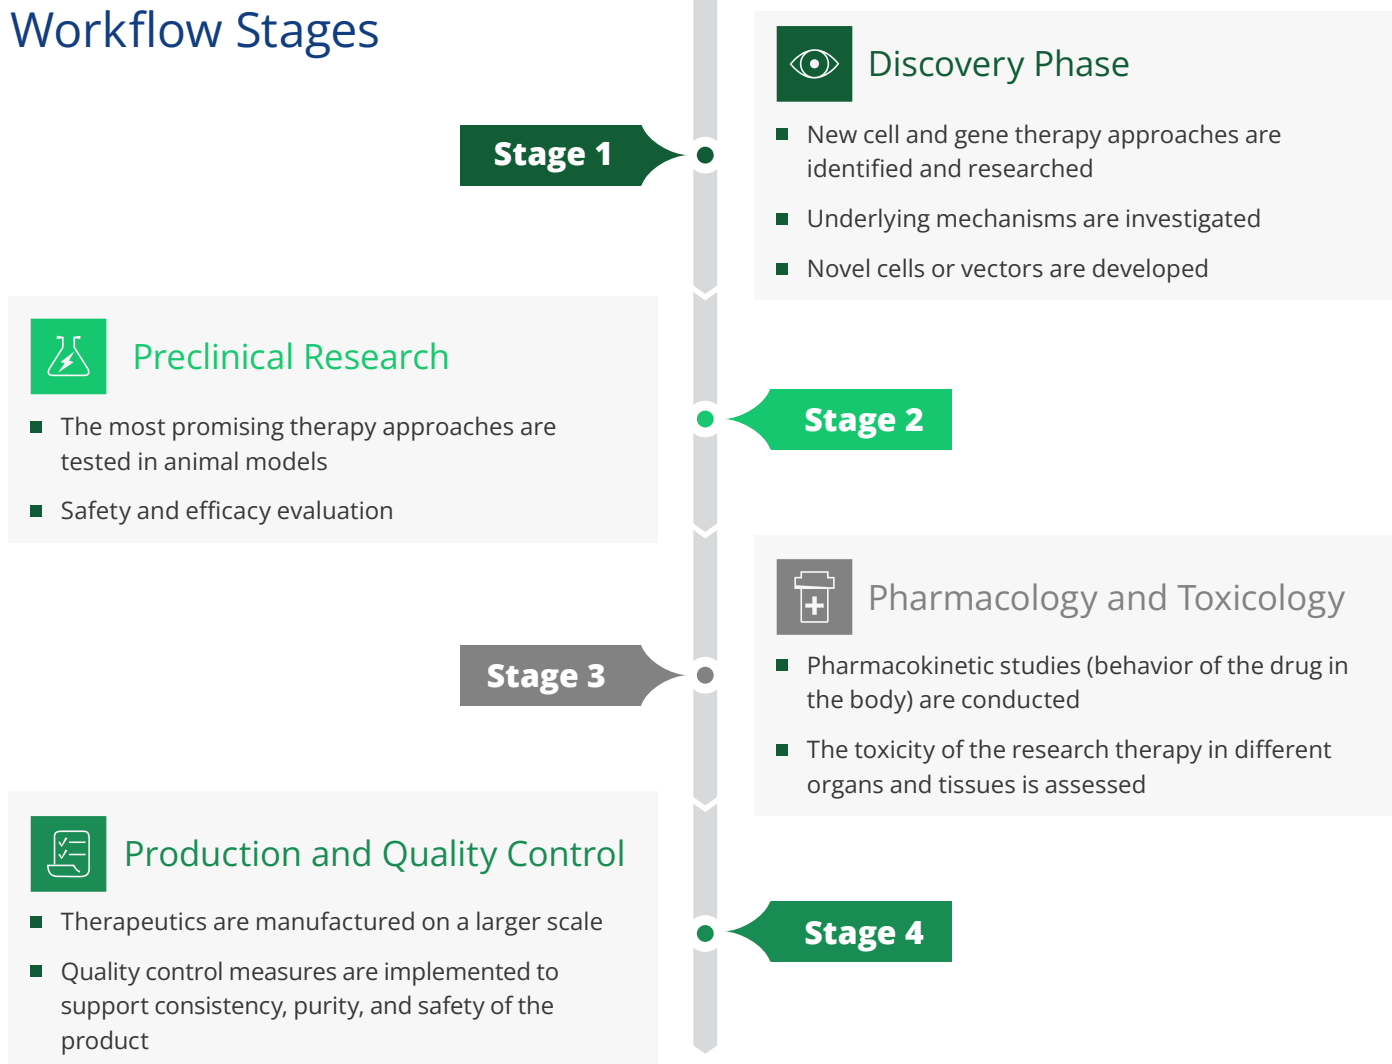 Workflow Stages
Stage 1
Discovery Phase
New cell and gene therapy approaches are
identified and researched
Underlying mechanisms are investigated
Novel cells or vectors are developed
Preclinical Research
The most promising therapy approaches are
tested in animal models
Safety and efficacy evaluation
Stage 2
Stage 3
Pharmacology and Toxicology
Pharmacokinetic studies (behavior of the drug in
the body) are conducted
The toxicity of the research therapy in different
organs and tissues is assessed
Production and Quality Control
Therapeutics are manufactured on a larger scale
Quality control measures are implemented to
support consistency, purity, and safety of the
product
Stage 4